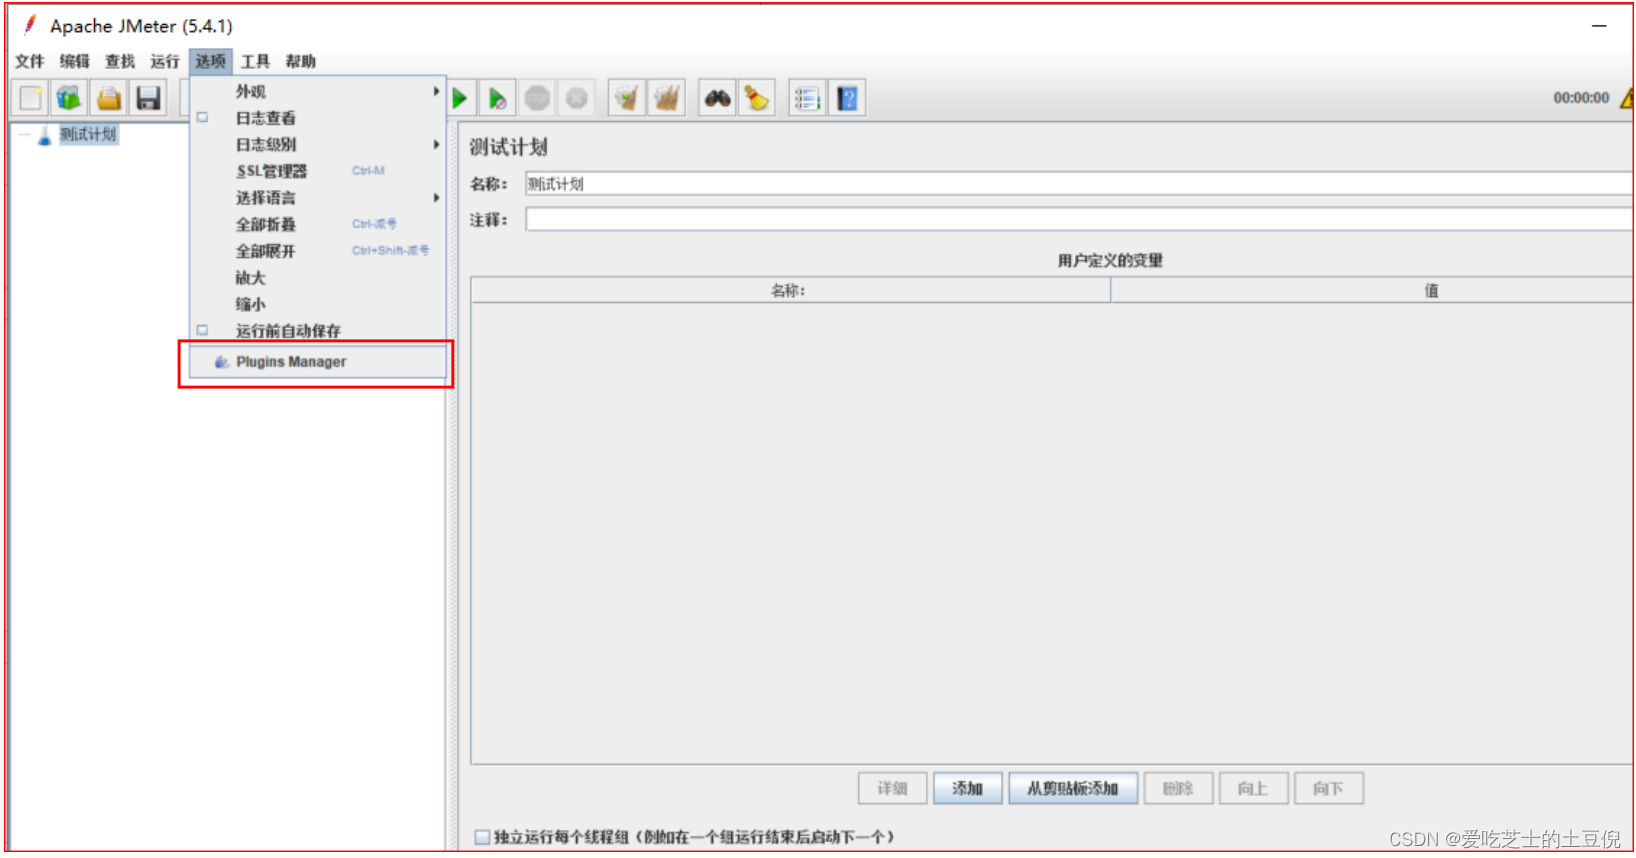 Apache JMeter (5.4.1)
文件 编辑 查找 运行 选项 工具 帮助
外观
日志查看
日志级别
SSL管理器 Ctrl-M
选择语言
全部折叠 Ctrl-减号
全部展开 Ctrl+Shift-减号
放大
缩小
运行前自动保存
Plugins Manager
00:00:00
测试计划
测试计划
名称： 测试计划
注释：
用户定义的变量
名称： 值
详细 添加 从剪贴板添加 删除 向上 向下
独立运行每个线程组（例如在一个组运行结束后启动下一个）
CSDN @爱吃芝士的土豆倪